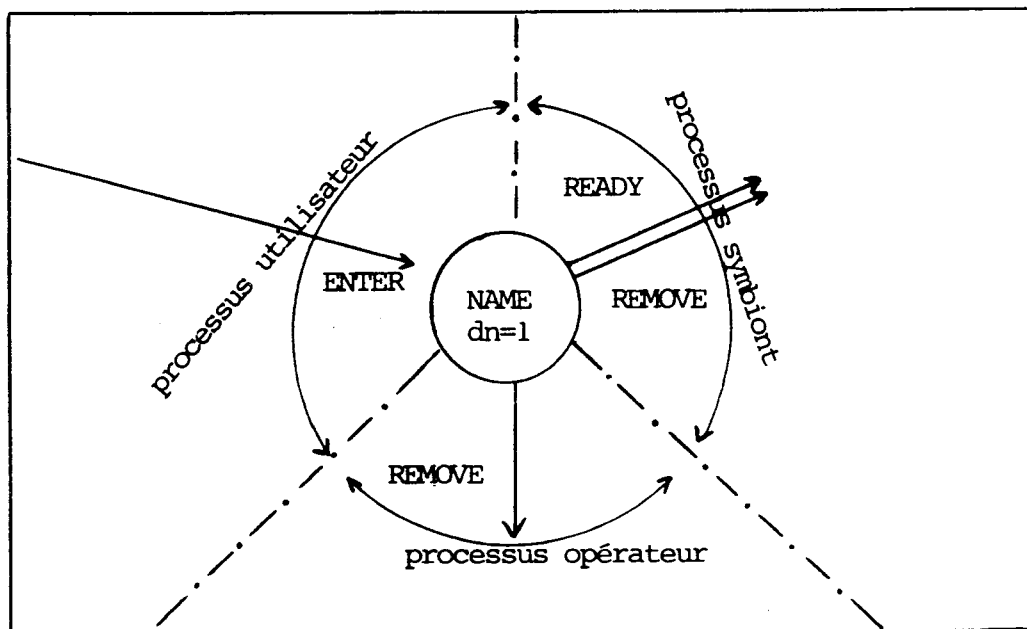 processus utilisateur
ENTER
READY
processus symbiont
REMOVE
NAME
dn=1
REMOVE
processus opérateur